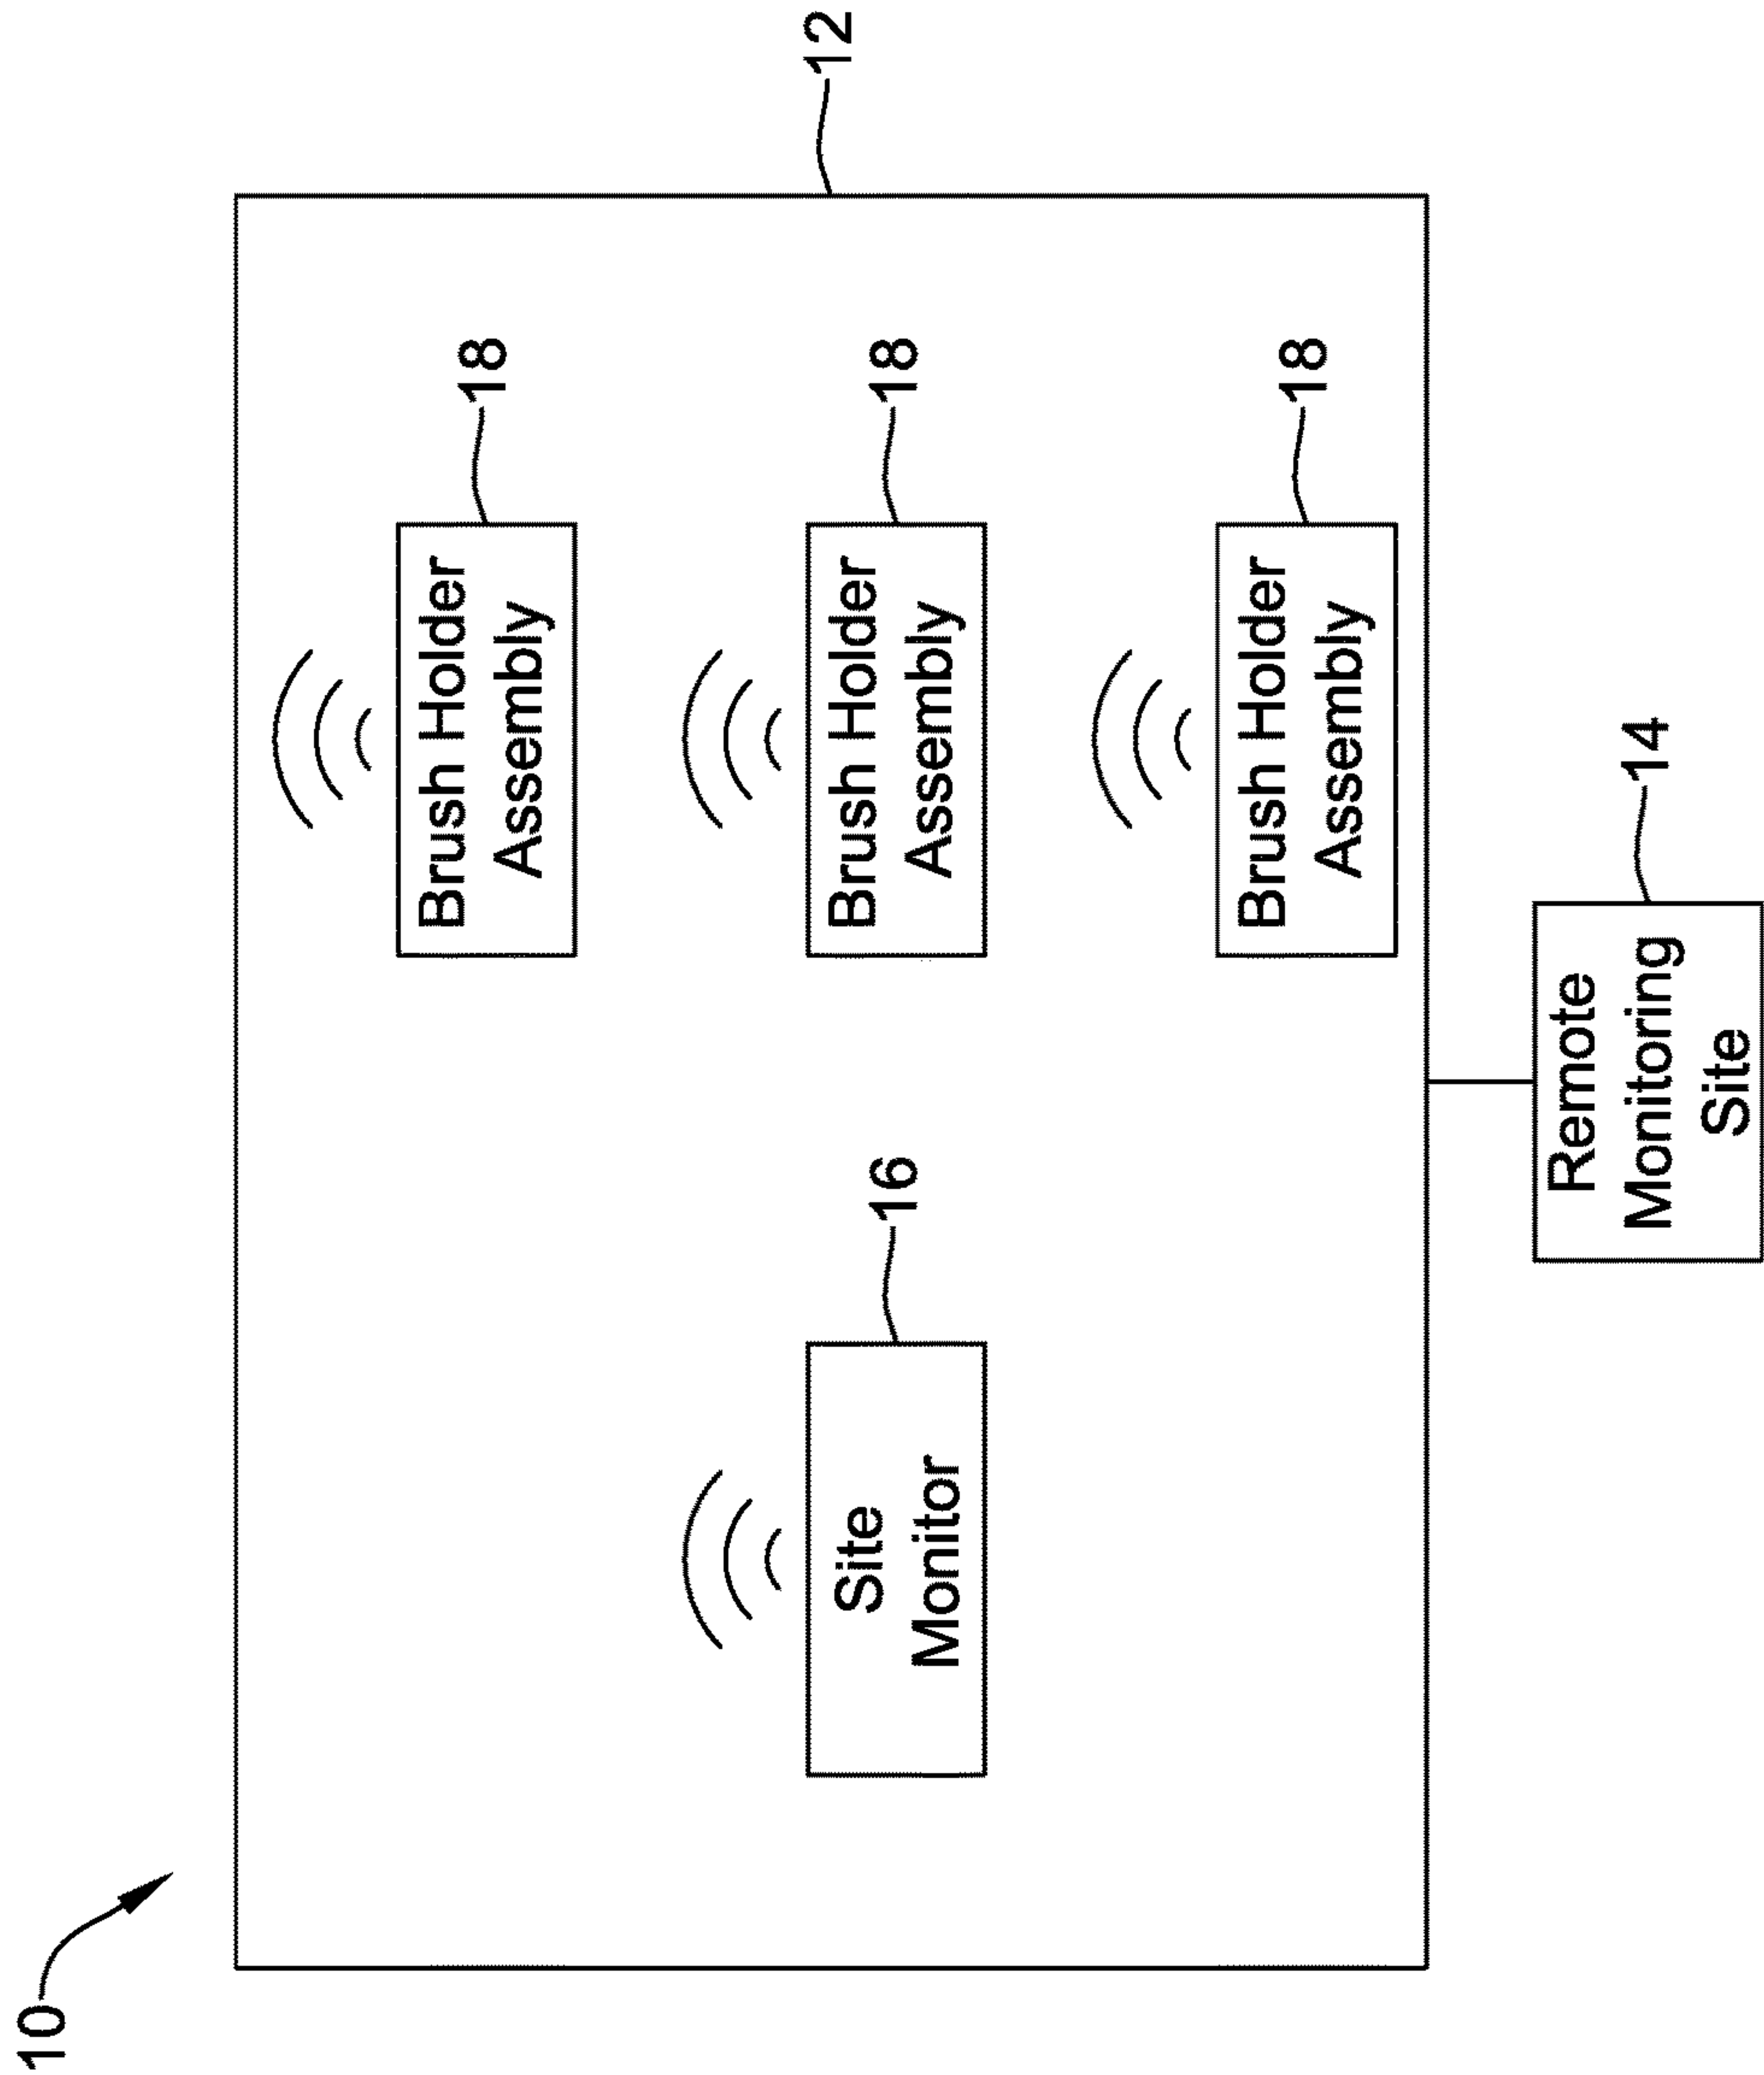 10
12
Brush Holder
Assembly
18
Site
Monitor
16
Brush Holder
Assembly
18
Brush Holder
Assembly
18
Remote
Monitoring
Site
14